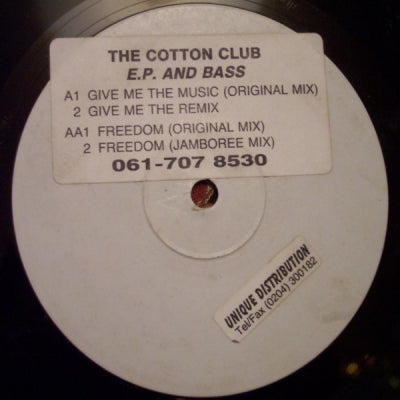 THE COTTON CLUB
E.P. AND BASS
A1 GIVE ME THE MUSIC (ORIGINAL MIX)
2 GIVE ME THE REMIX
AA1 FREEDOM (ORIGINAL MIX)
2 FREEDOM (JAMBOREE MIX)
061-707 8530
UNIQUE DISTRIBUTION
Tel/Fax (0204) 300182